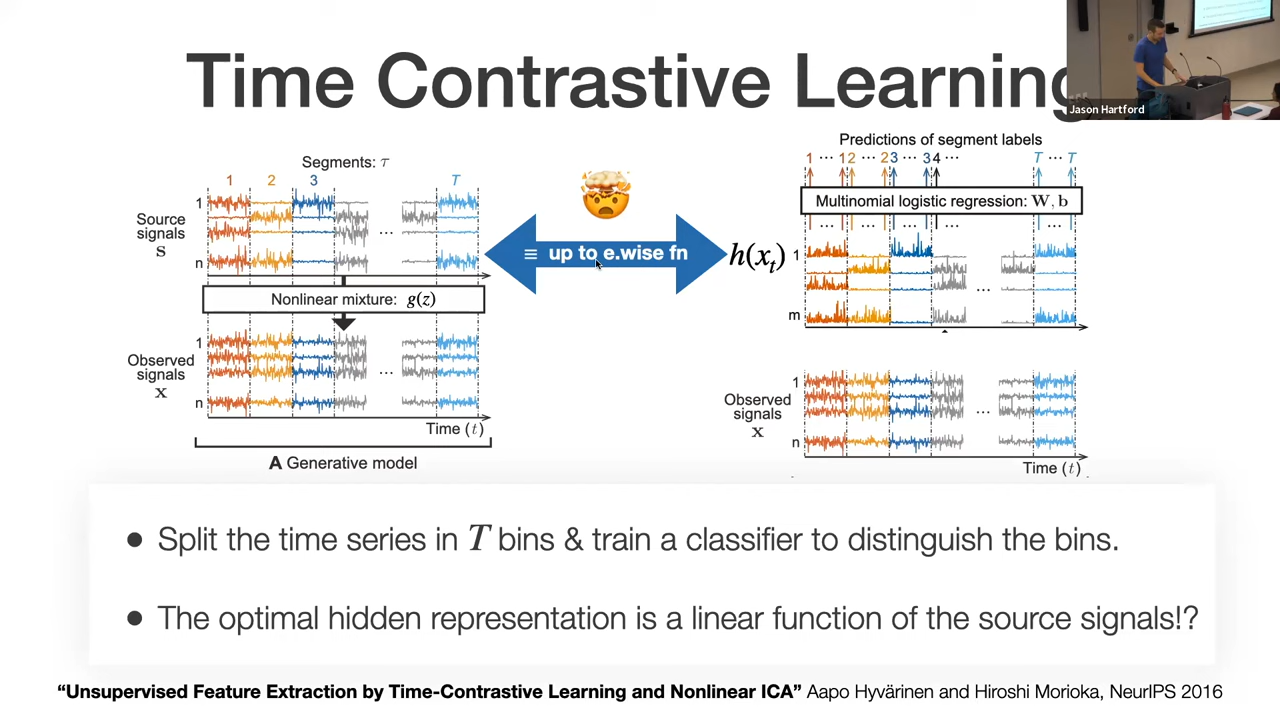 Time Contrastive Learning
Jason Hartford
Segments: τ
1 2 3 T
Source signals s
1
...
n
Nonlinear mixture: g(z)
Observed signals x
1
...
n
Time (t)
A Generative model
≡ up to e.wise fn
Predictions of segment labels
1 ··· 1 2 ··· 2 3 ··· 3 4 ··· T ··· T
Multinomial logistic regression: W, b
... ... ... ... ...
h(x_t)
1
...
m
Observed signals x
1
...
n
Time (t)
• Split the time series in T bins & train a classifier to distinguish the bins.
• The optimal hidden representation is a linear function of the source signals!?
“Unsupervised Feature Extraction by Time-Contrastive Learning and Nonlinear ICA” Aapo Hyvärinen and Hiroshi Morioka, NeurIPS 2016